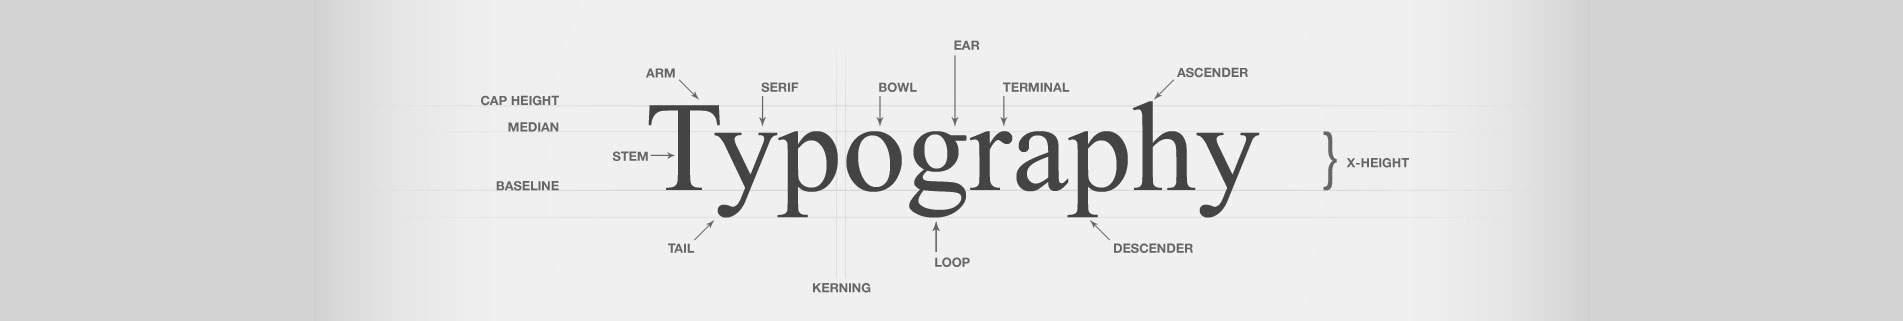 EAR
ARM
ASCENDER
SERIF
BOWL
TERMINAL
CAP HEIGHT
MEDIAN
Typography
STEM
X-HEIGHT
BASELINE
TAIL
DESCENDER
LOOP
KERNING